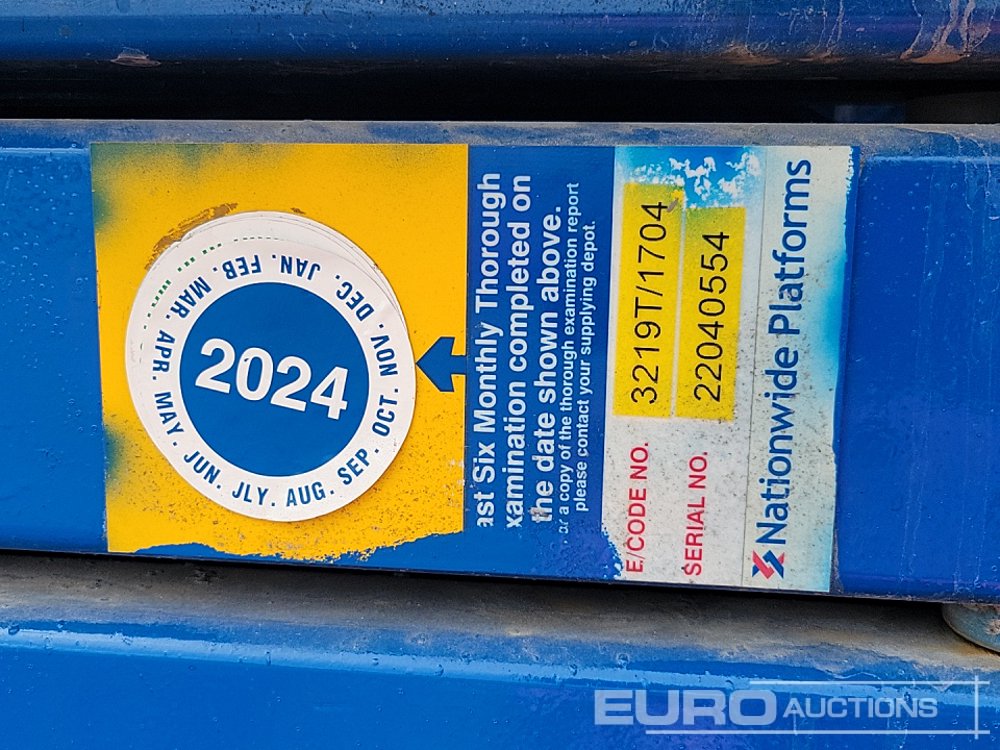 JAN. FEB. MAR. APR. MAY. JUN. JLY. AUG. SEP. OCT. NOV. DEC.
2024
ast Six Monthly Thorough
xamination completed on
the date shown above.
or a copy of the thorough examination report
please contact your supplying depot.
E/CODE NO. 3219T/1704
SERIAL NO. 22040554
Nationwide Platforms
EURO AUCTIONS